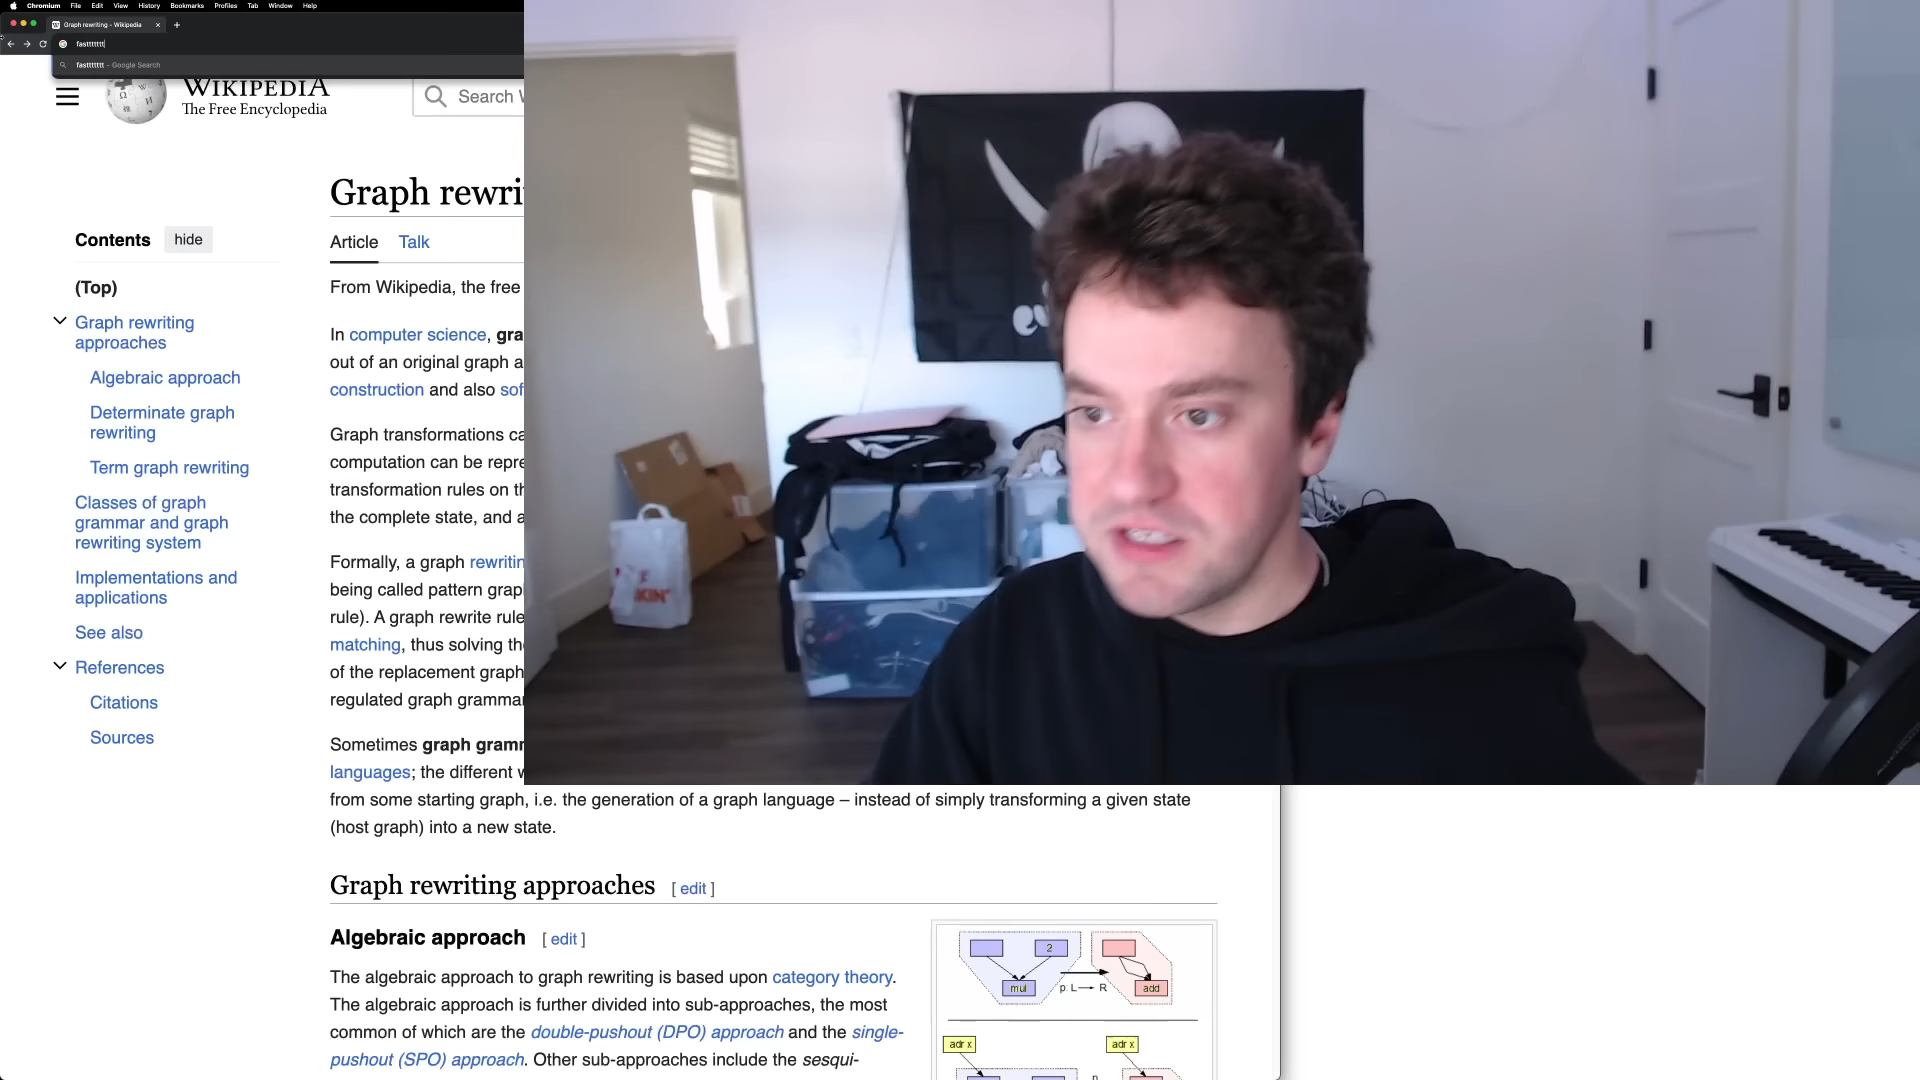 Chromium File Edit View History Bookmarks Profiles Tab Window Help
Graph rewriting - Wikipedia
fasttttttt
fasttttttt – Google Search
WIKIPEDIA
The Free Encyclopedia
Search W
Graph rewri
Contents hide
Article Talk
(Top)
From Wikipedia, the free
Graph rewriting
approaches
Algebraic approach
Determinate graph
rewriting
Term graph rewriting
Classes of graph
grammar and graph
rewriting system
Implementations and
applications
See also
References
Citations
Sources
In computer science, gra
out of an original graph a
construction and also sof
Graph transformations ca
computation can be repre
transformation rules on th
the complete state, and a
Formally, a graph rewritin
being called pattern grap
rule). A graph rewrite rule
matching, thus solving the
of the replacement graph
regulated graph gramma
Sometimes graph gram
languages; the different w
from some starting graph, i.e. the generation of a graph language – instead of simply transforming a given state
(host graph) into a new state.
Graph rewriting approaches [ edit ]
Algebraic approach [ edit ]
The algebraic approach to graph rewriting is based upon category theory.
The algebraic approach is further divided into sub-approaches, the most
common of which are the double-pushout (DPO) approach and the single-
pushout (SPO) approach. Other sub-approaches include the sesqui-
2
mul
p: L → R
add
adr x
adr x